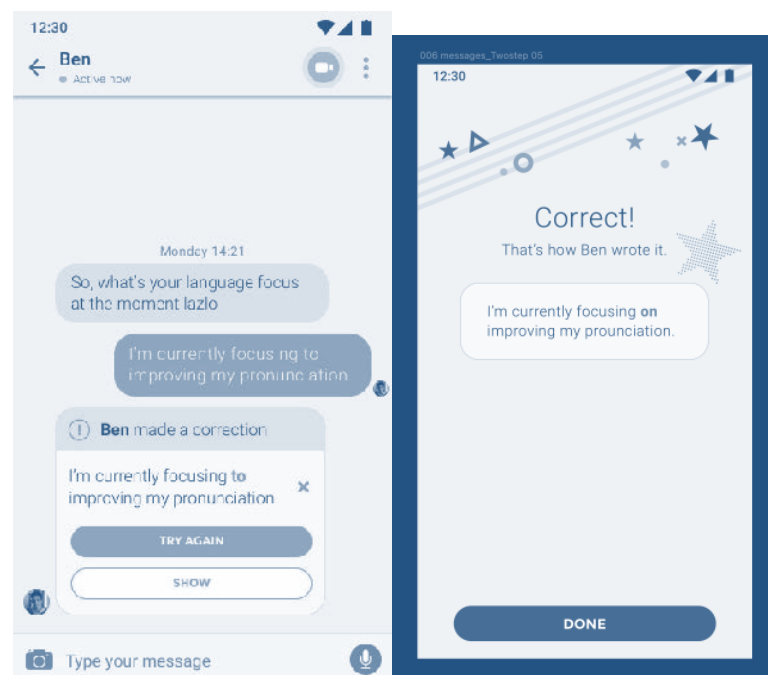 12:30
Ben
Active now
Monday 14:21
So, what's your language focus
at the moment lazlo
I'm currently focusing to
improving my pronunciation
Ben made a correction
I'm currently focusing to
improving my pronunciation
TRY AGAIN
SHOW
Type your message
006 messages_Twostep 05
12:30
Correct!
That's how Ben wrote it.
I'm currently focusing on
improving my prounciation.
DONE